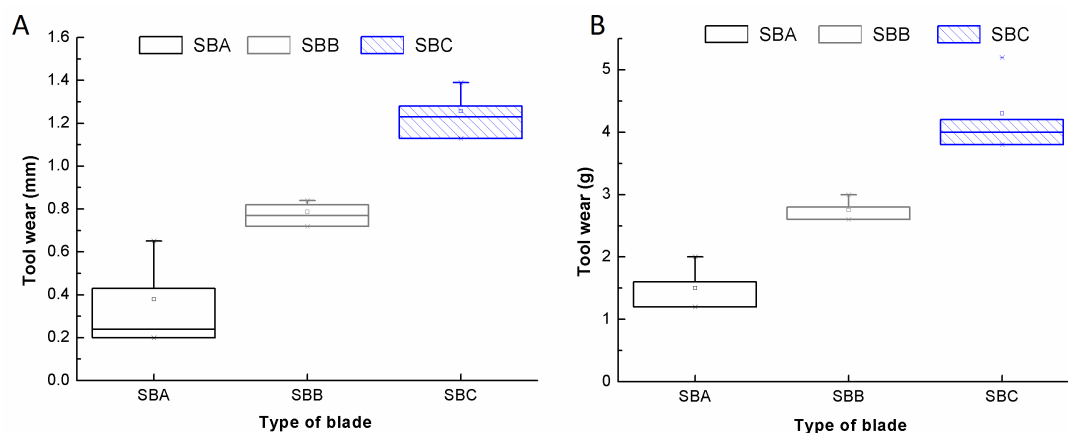 A
SBA SBB SBC
Tool wear (mm)
1.6
1.4
1.2
1.0
0.8
0.6
0.4
0.2
0.0
SBA SBB SBC
Type of blade
B
SBA SBB SBC
Tool wear (g)
5
4
3
2
1
0
SBA SBB SBC
Type of blade